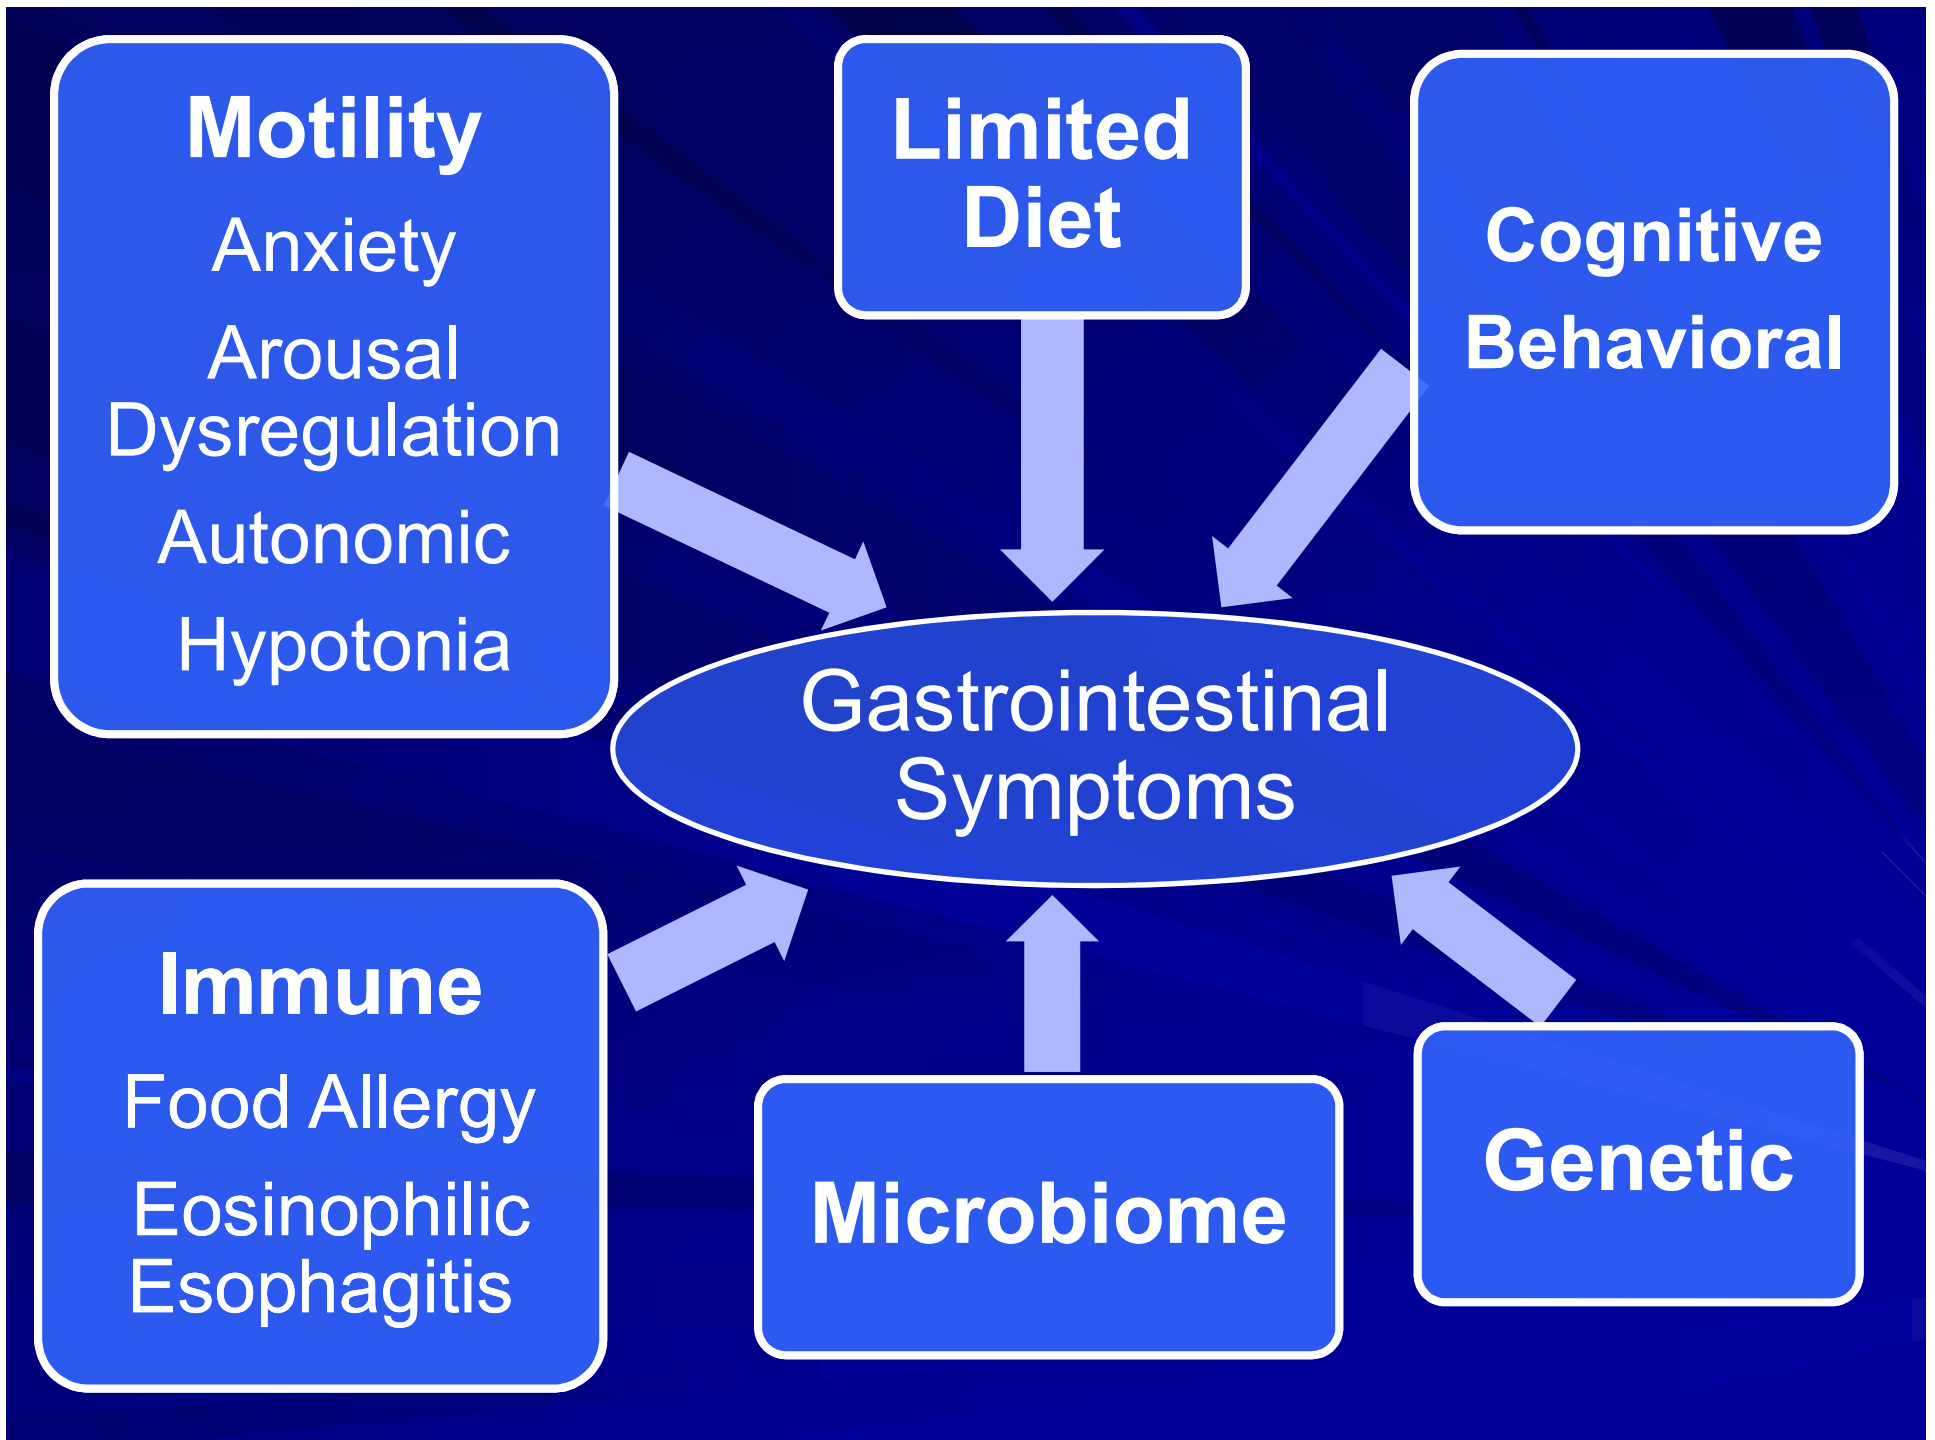 Motility
Anxiety
Arousal
Dysregulation
Autonomic
Hypotonia
Limited
Diet
Cognitive
Behavioral
Gastrointestinal
Symptoms
Immune
Food Allergy
Eosinophilic
Esophagitis
Microbiome
Genetic